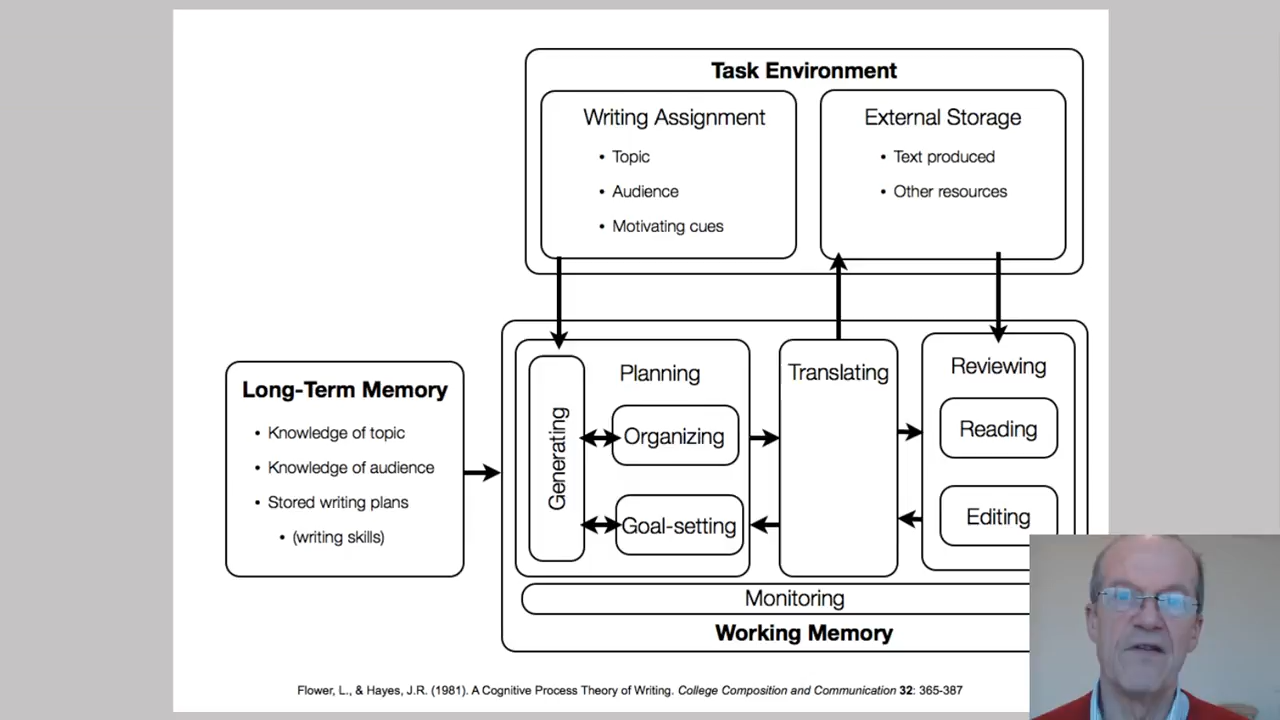 Task Environment
Writing Assignment
• Topic
• Audience
• Motivating cues
External Storage
• Text produced
• Other resources
Long-Term Memory
• Knowledge of topic
• Knowledge of audience
• Stored writing plans
• (writing skills)
Generating
Planning
Organizing
Goal-setting
Translating
Reviewing
Reading
Editing
Monitoring
Working Memory
Flower, L., & Hayes, J.R. (1981). A Cognitive Process Theory of Writing. College Composition and Communication 32: 365-387